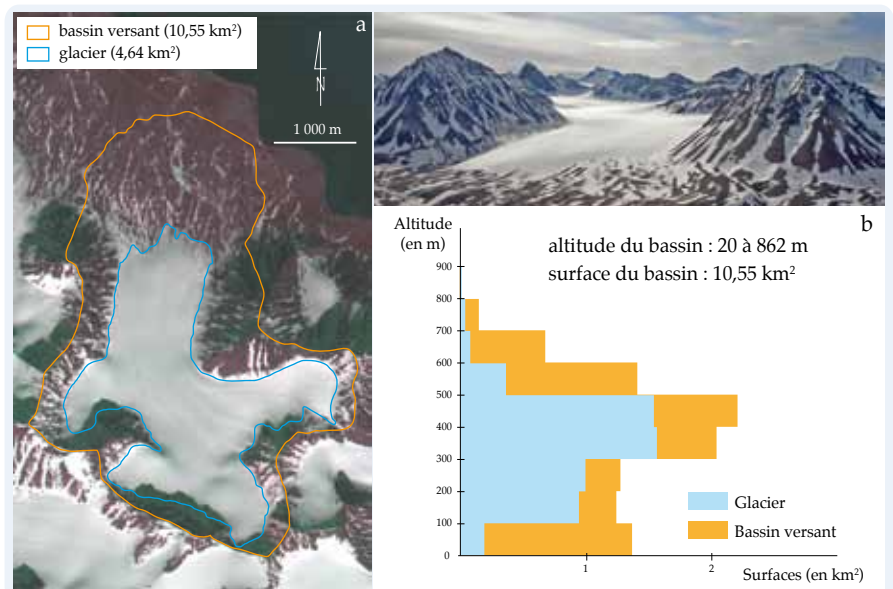 bassin versant (10,55 km²)
glacier (4,64 km²)
a
N
1 000 m
b
Altitude
(en m)
altitude du bassin : 20 à 862 m
surface du bassin : 10,55 km²
900
800
700
600
500
400
300
200
100
0
1
2
Glacier
Bassin versant
Surfaces (en km²)